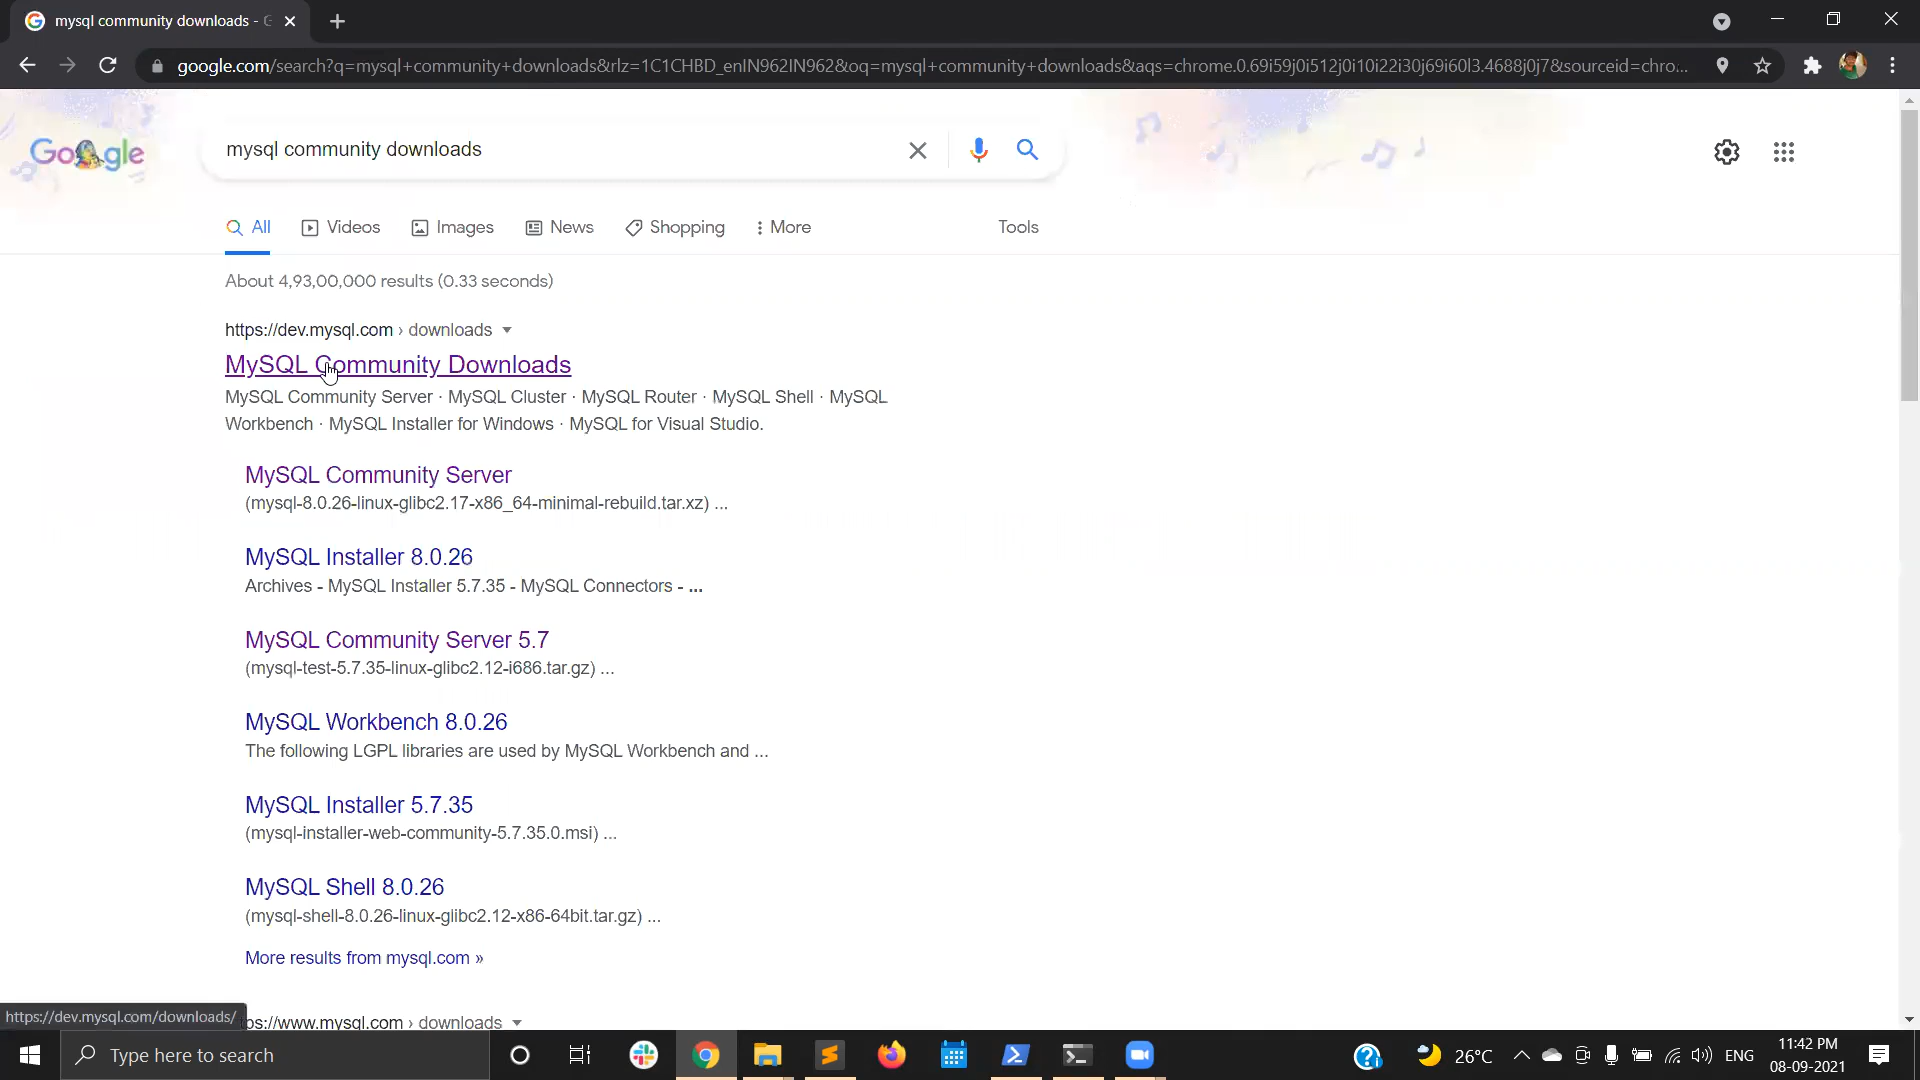 mysql community downloads - G
google.com/search?q=mysql+community+downloads&rlz=1C1CHBD_enIN962IN962&oq=mysql+community+downloads&aqs=chrome.0.69i59j0i512j0i10i22i30j69i60l3.4688j0j7&sourceid=chro...
Google
mysql community downloads
All Videos Images News Shopping More Tools
About 4,93,00,000 results (0.33 seconds)
https://dev.mysql.com › downloads
MySQL Community Downloads
MySQL Community Server · MySQL Cluster · MySQL Router · MySQL Shell · MySQL
Workbench · MySQL Installer for Windows · MySQL for Visual Studio.
MySQL Community Server
(mysql-8.0.26-linux-glibc2.17-x86_64-minimal-rebuild.tar.xz) ...
MySQL Installer 8.0.26
Archives - MySQL Installer 5.7.35 - MySQL Connectors - ...
MySQL Community Server 5.7
(mysql-test-5.7.35-linux-glibc2.12-i686.tar.gz) ...
MySQL Workbench 8.0.26
The following LGPL libraries are used by MySQL Workbench and ...
MySQL Installer 5.7.35
(mysql-installer-web-community-5.7.35.0.msi) ...
MySQL Shell 8.0.26
(mysql-shell-8.0.26-linux-glibc2.12-x86-64bit.tar.gz) ...
More results from mysql.com »
https://dev.mysql.com/downloads/
ps://www.mysql.com › downloads
Type here to search
26°C
ENG
11:42 PM
08-09-2021